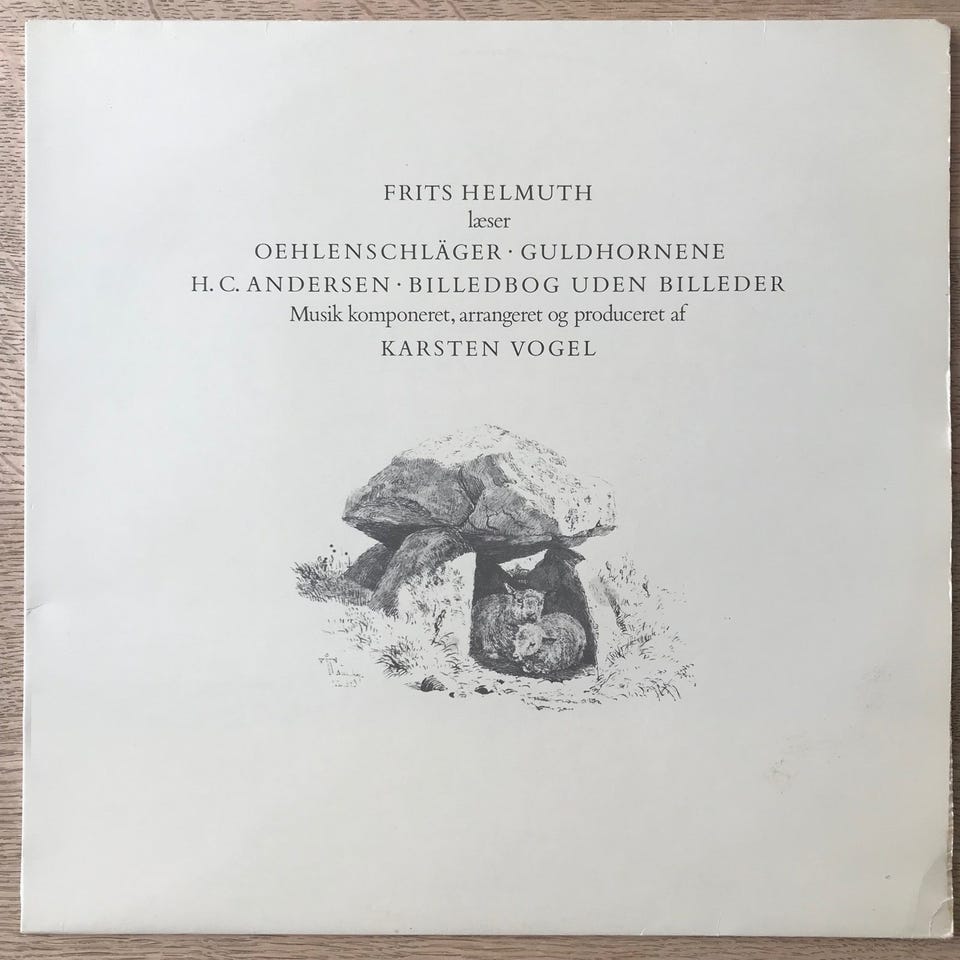 FRITS HELMUTH
læser
OEHLENSCHLÄGER · GULDHORNENE
H. C. ANDERSEN · BILLEDBOG UDEN BILLEDER
Musik komponeret, arrangeret og produceret af
KARSTEN VOGEL